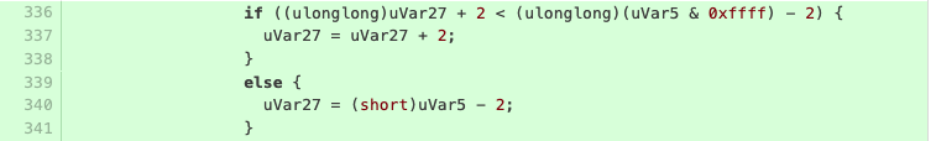 336 if ((ulonglong)uVar27 + 2 < (ulonglong)(uVar5 & 0xffff) - 2) {
337 uVar27 = uVar27 + 2;
338 }
339 else {
340 uVar27 = (short)uVar5 - 2;
341 }